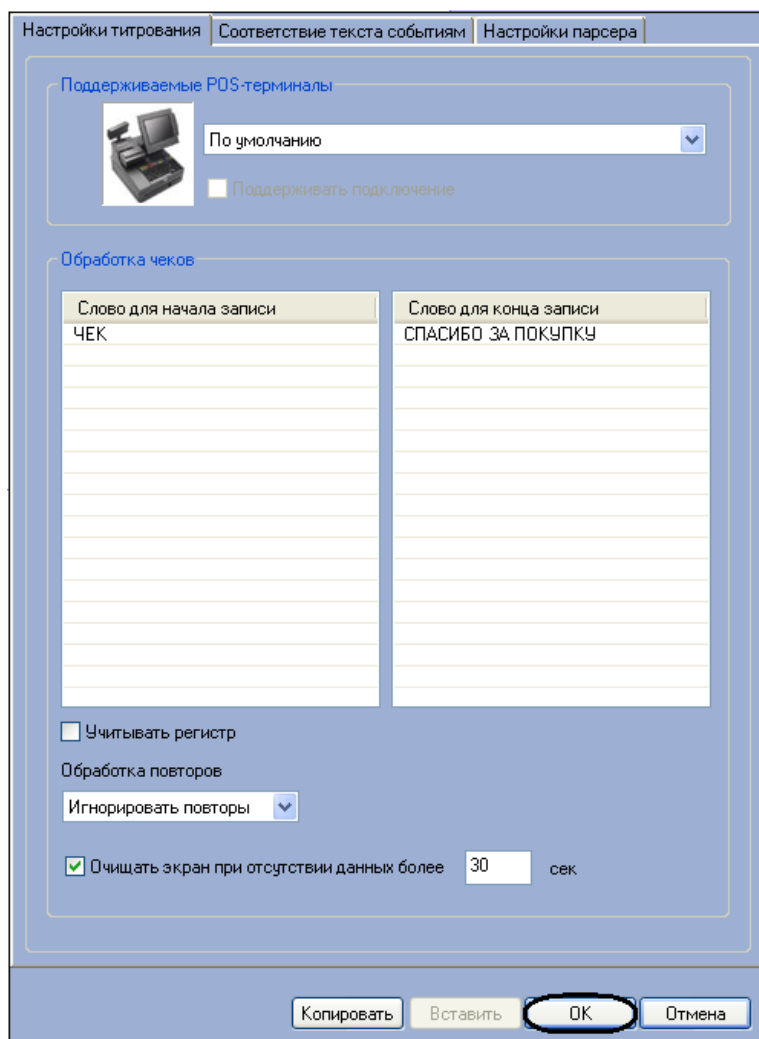 Настройки титрования Соответствие текста событиям Настройки парсера
Поддерживаемые POS-терминалы
По умолчанию
Поддерживать подключение
Обработка чеков
Слово для начала записи Слово для конца записи
ЧЕК СПАСИБО ЗА ПОКУПКУ
Учитывать регистр
Обработка повторов
Игнорировать повторы
Очищать экран при отсутствии данных более 30 сек
Копировать Вставить OK Отмена